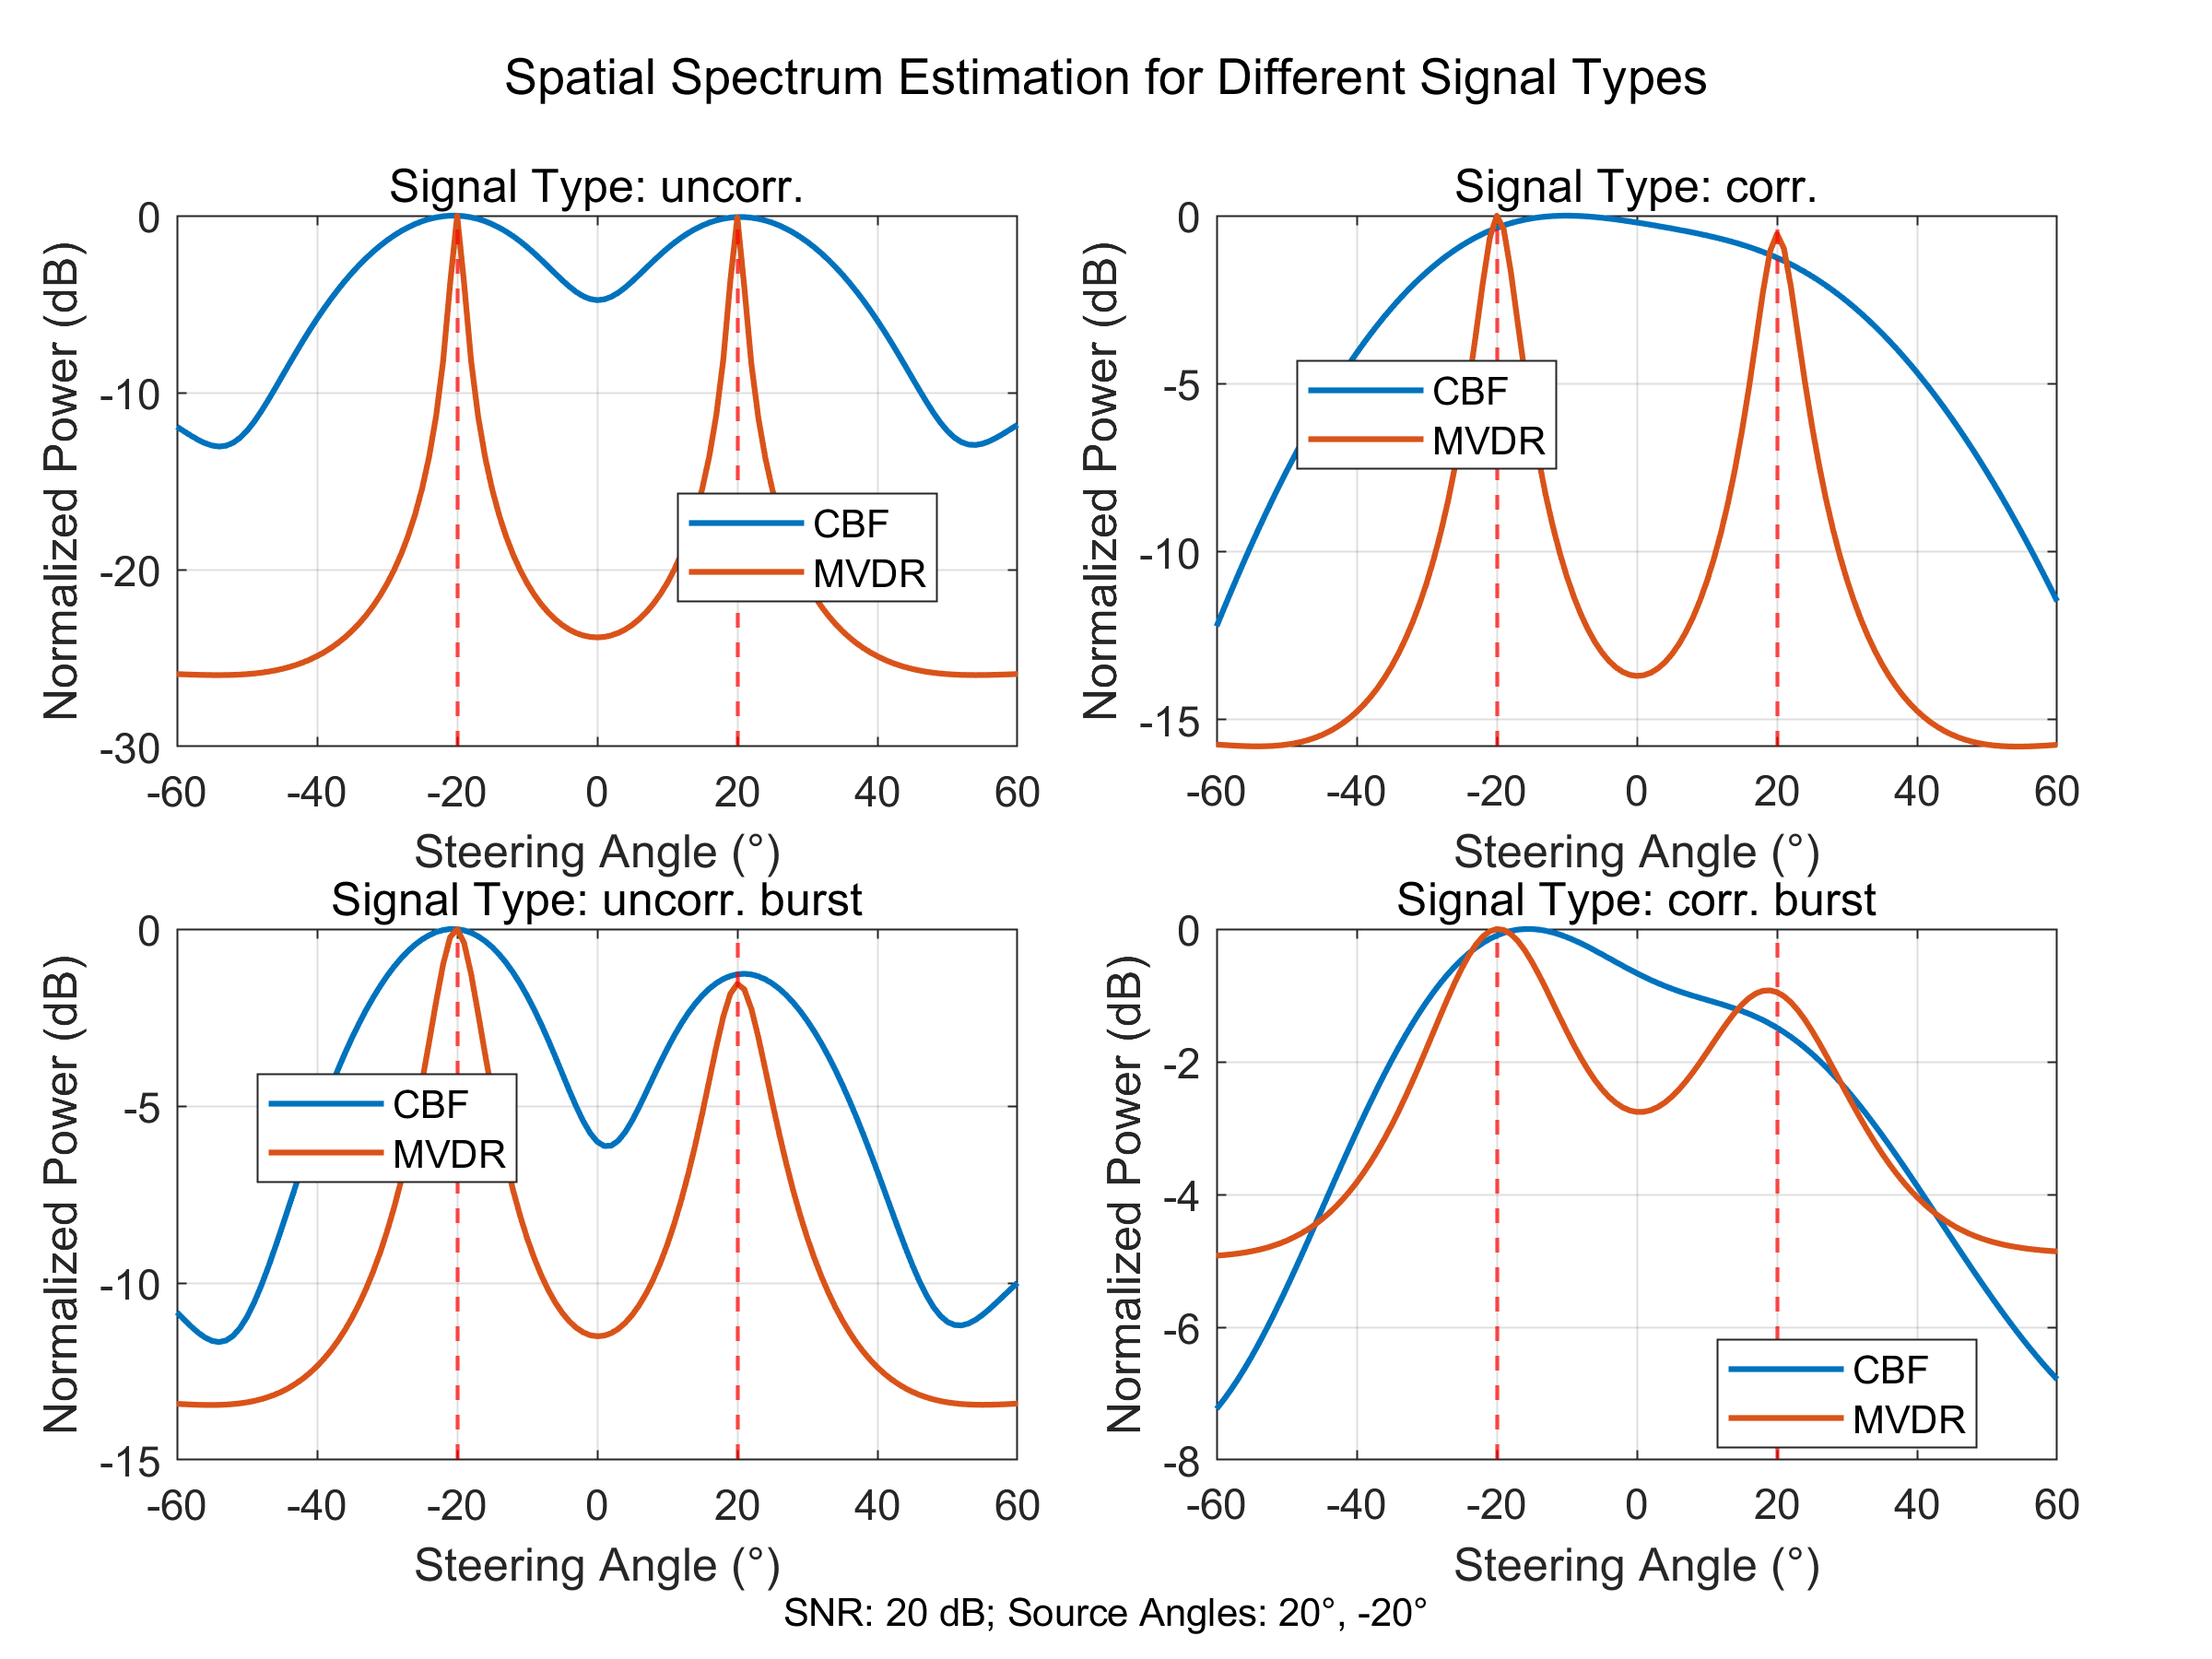 Spatial Spectrum Estimation for Different Signal Types
Signal Type: uncorr.
Normalized Power (dB)
0
-10
-20
-30
CBF
MVDR
-60 -40 -20 0 20 40 60
Steering Angle (°)
Signal Type: corr.
Normalized Power (dB)
0
-5
-10
-15
CBF
MVDR
-60 -40 -20 0 20 40 60
Steering Angle (°)
Signal Type: uncorr. burst
Normalized Power (dB)
0
-5
-10
-15
CBF
MVDR
-60 -40 -20 0 20 40 60
Steering Angle (°)
Signal Type: corr. burst
Normalized Power (dB)
0
-2
-4
-6
-8
CBF
MVDR
-60 -40 -20 0 20 40 60
Steering Angle (°)
SNR: 20 dB; Source Angles: 20°, -20°